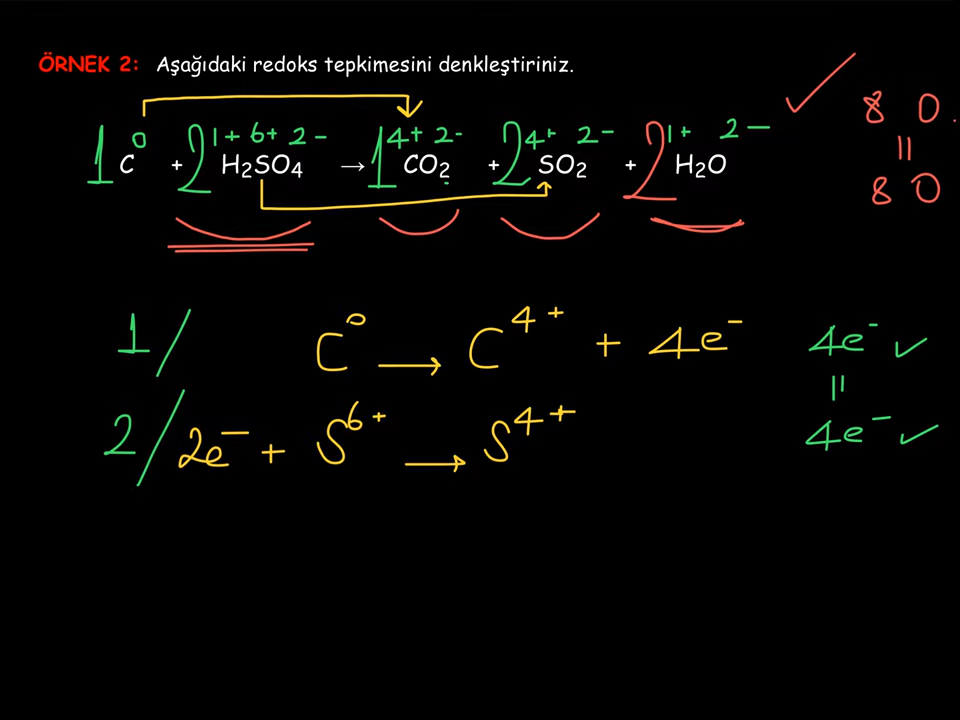 ÖRNEK 2: Aşağıdaki redoks tepkimesini denkleştiriniz.
0 1+ 6+ 2- 4+ 2- 4+ 2- 1+ 2- 8 O
1 C + 2 H₂SO₄ → 1 CO₂ + 2 SO₂ + 2 H₂O =
8 O
1/ C⁰ → C⁴⁺ + 4e⁻ 4e⁻ ✓
=
2/ 2e⁻ + S⁶⁺ → S⁴⁺ 4e⁻ ✓